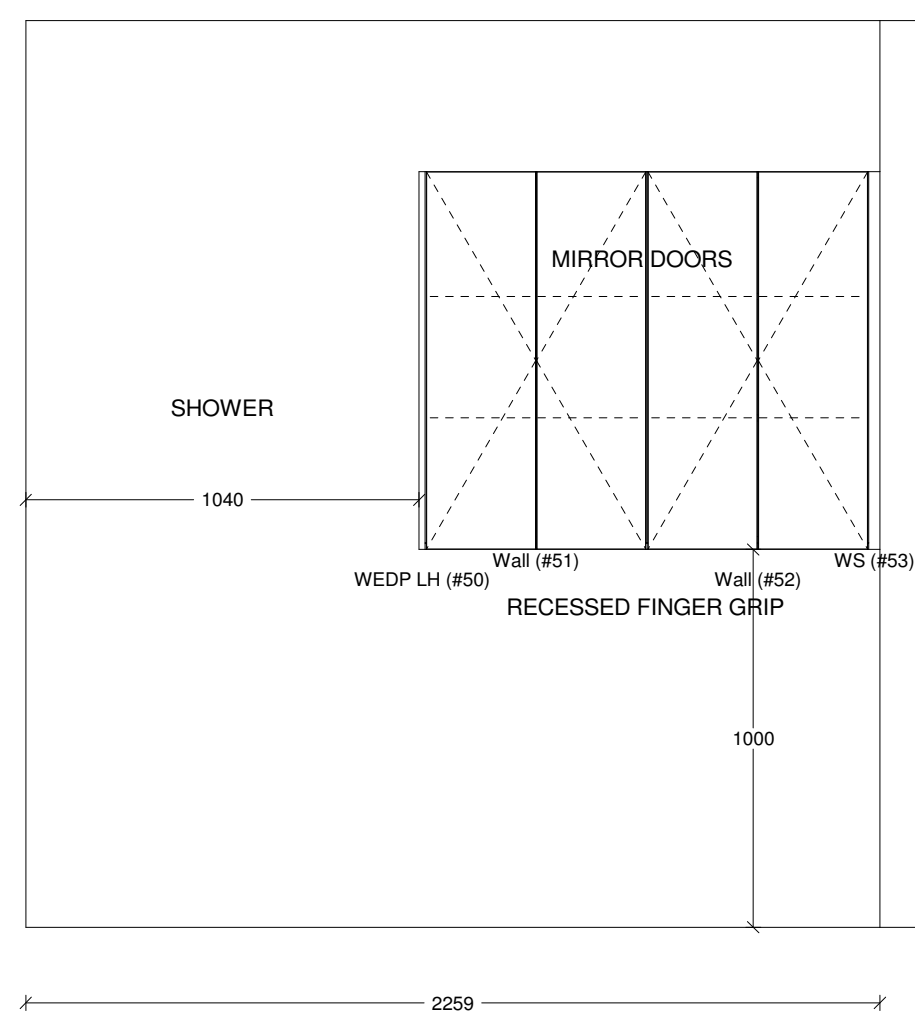 MIRROR DOORS
SHOWER
1040
Wall (#51)
WS (#53)
WEDP LH (#50)
Wall (#52)
RECESSED FINGER GRIP
1000
2259